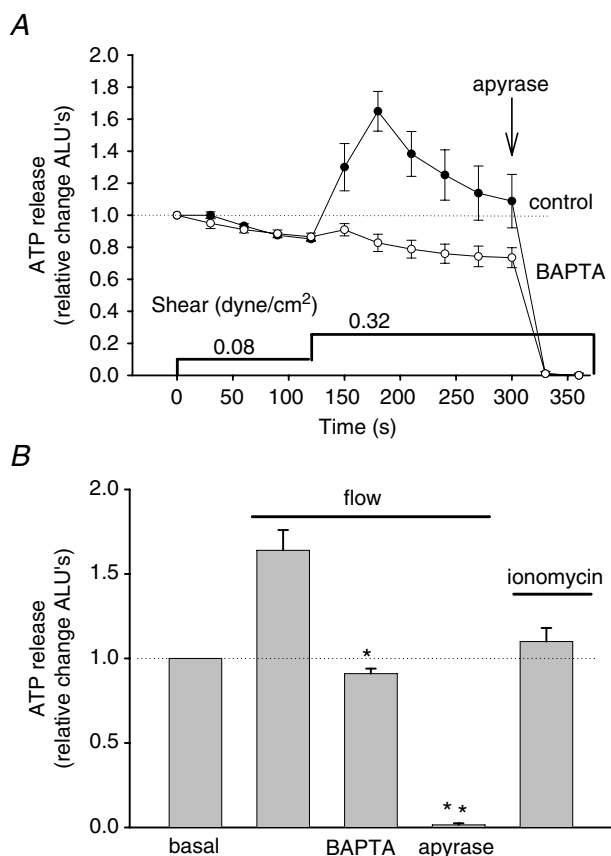 A
ATP release
(relative change ALU's)
2.0
1.8
1.6
1.4
1.2
1.0
0.8
0.6
0.4
0.2
0.0
apyrase
control
BAPTA
Shear (dyne/cm²)
0.08
0.32
0 50 100 150 200 250 300 350
Time (s)
B
ATP release
(relative change ALU's)
2.0
1.5
1.0
0.5
0.0
flow
ionomycin
*
* *
basal BAPTA apyrase